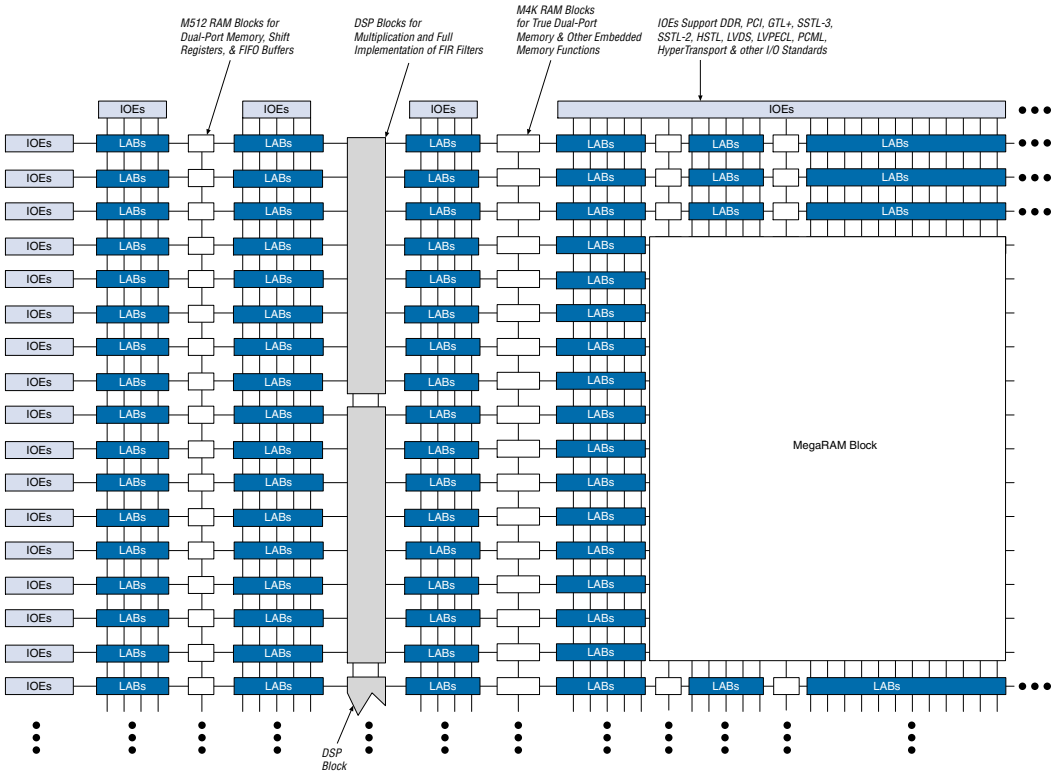 M512 RAM Blocks for
Dual-Port Memory, Shift
Registers, & FIFO Buffers
DSP Blocks for
Multiplication and Full
Implementation of FIR Filters
M4K RAM Blocks
for True Dual-Port
Memory & Other Embedded
Memory Functions
IOEs Support DDR, PCI, GTL+, SSTL-3,
SSTL-2, HSTL, LVDS, LVPECL, PCML,
HyperTransport & other I/O Standards
IOEs IOEs IOEs IOEs
IOEs LABs LABs LABs LABs LABs LABs
IOEs LABs LABs LABs LABs LABs LABs
IOEs LABs LABs LABs LABs LABs LABs
IOEs LABs LABs LABs LABs
IOEs LABs LABs LABs LABs
IOEs LABs LABs LABs LABs
IOEs LABs LABs LABs LABs
IOEs LABs LABs LABs LABs
IOEs LABs LABs LABs LABs
IOEs LABs LABs LABs LABs MegaRAM Block
IOEs LABs LABs LABs LABs
IOEs LABs LABs LABs LABs
IOEs LABs LABs LABs LABs
IOEs LABs LABs LABs LABs
IOEs LABs LABs LABs LABs
IOEs LABs LABs LABs LABs
IOEs LABs LABs LABs LABs LABs LABs
DSP
Block